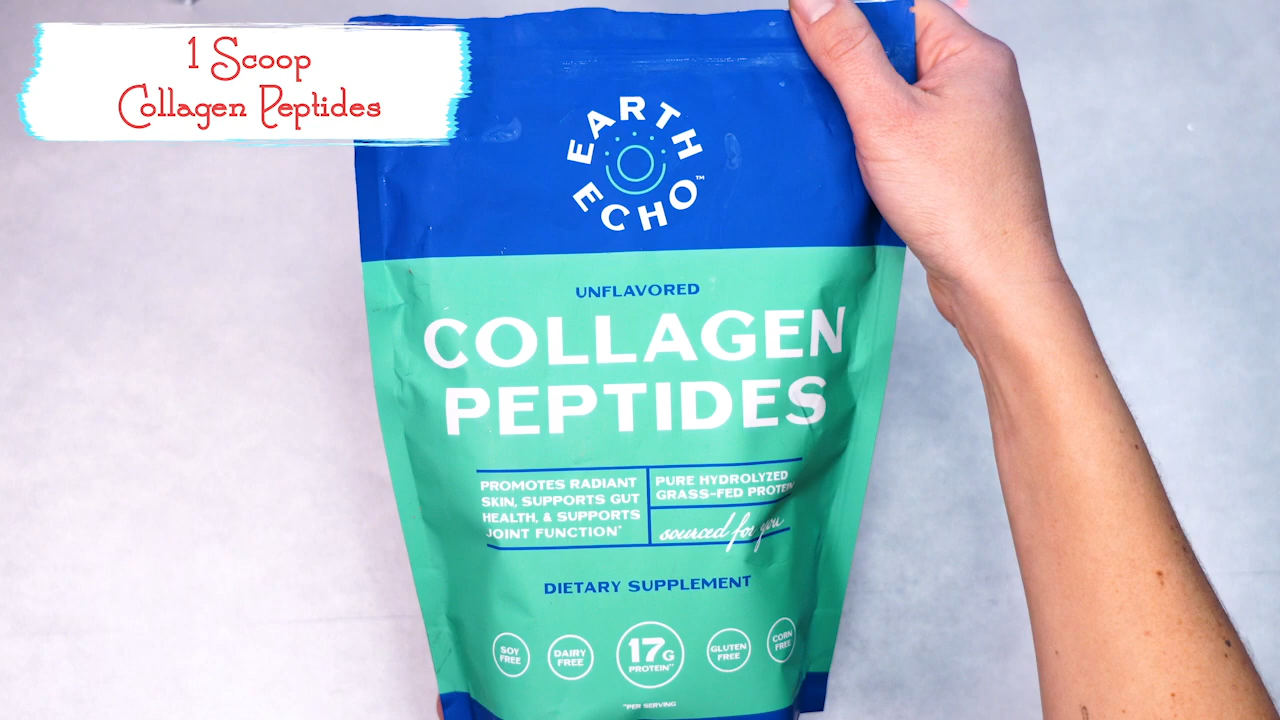 1 Scoop
Collagen Peptides
EARTH
ECHO™
UNFLAVORED
COLLAGEN
PEPTIDES
PROMOTES RADIANT
SKIN, SUPPORTS GUT
HEALTH, & SUPPORTS
JOINT FUNCTION*
PURE HYDROLYZED
GRASS-FED PROTEIN
sourced for you
DIETARY SUPPLEMENT
SOY
FREE
DAIRY
FREE
17G
PROTEIN**
GLUTEN
FREE
CORN
FREE
**PER SERVING